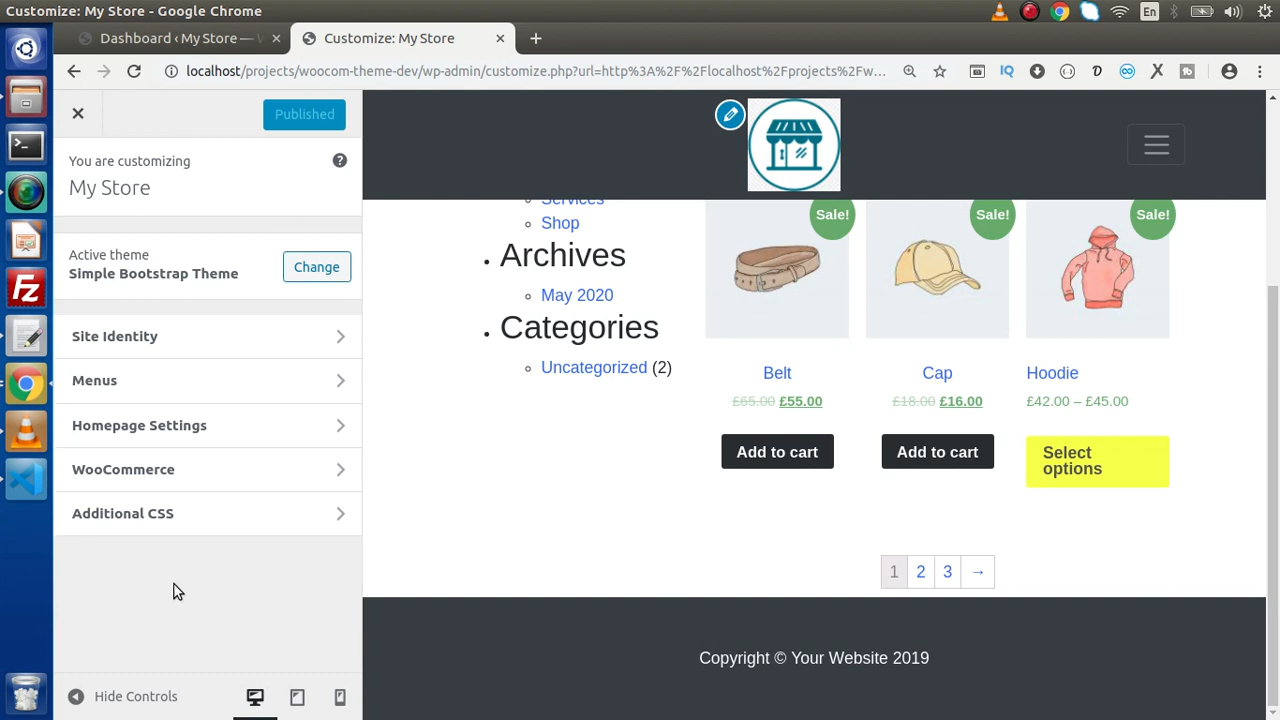 Customize: My Store - Google Chrome
En
Dashboard ‹ My Store — V
Customize: My Store
localhost/projects/woocom-theme-dev/wp-admin/customize.php?url=http%3A%2F%2Flocalhost%2Fprojects%2Fw...
IQ
Published
You are customizing
My Store
Active theme
Simple Bootstrap Theme
Change
Site Identity
Menus
Homepage Settings
WooCommerce
Additional CSS
Hide Controls
Services
Shop
Archives
May 2020
Categories
Uncategorized (2)
Sale! Sale! Sale!
Belt Cap Hoodie
£65.00 £55.00 £18.00 £16.00 £42.00 – £45.00
Add to cart Add to cart Select options
1 2 3 →
Copyright © Your Website 2019